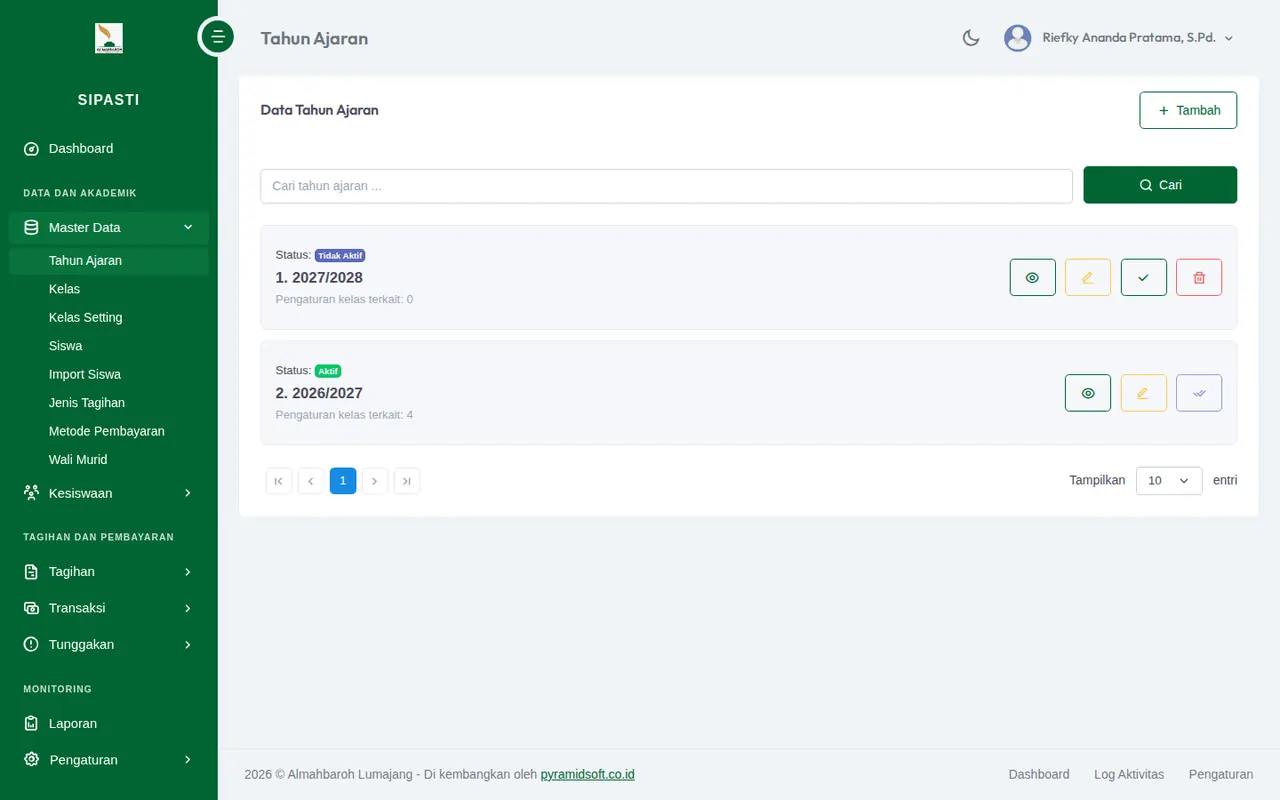 SIPASTI
Dashboard
DATA DAN AKADEMIK
Master Data
Tahun Ajaran
Kelas
Kelas Setting
Siswa
Import Siswa
Jenis Tagihan
Metode Pembayaran
Wali Murid
Kesiswaan
TAGIHAN DAN PEMBAYARAN
Tagihan
Transaksi
Tunggakan
MONITORING
Laporan
Pengaturan
Tahun Ajaran
Riefky Ananda Pratama, S.Pd.
Data Tahun Ajaran
Tambah
Cari tahun ajaran ...
Cari
Status: Tidak Aktif
1. 2027/2028
Pengaturan kelas terkait: 0
Status: Aktif
2. 2026/2027
Pengaturan kelas terkait: 4
1
Tampilkan 10 entri
2026 © Almahbaroh Lumajang - Di kembangkan oleh pyramidsoft.co.id
Dashboard Log Aktivitas Pengaturan